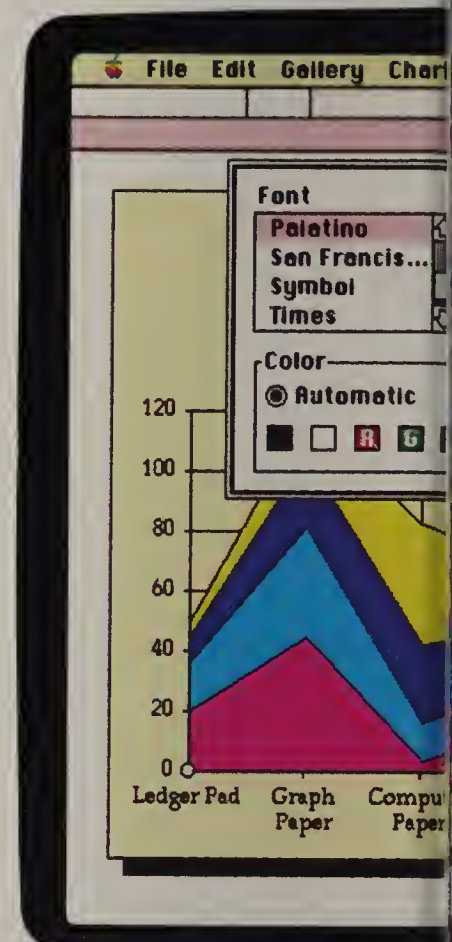 File Edit Gallery Chart
Font
Palatino
San Francis...
Symbol
Times
Color
Automatic
R G
120
100
80
60
40
20
0
Ledger Pad Graph Paper Comput Paper